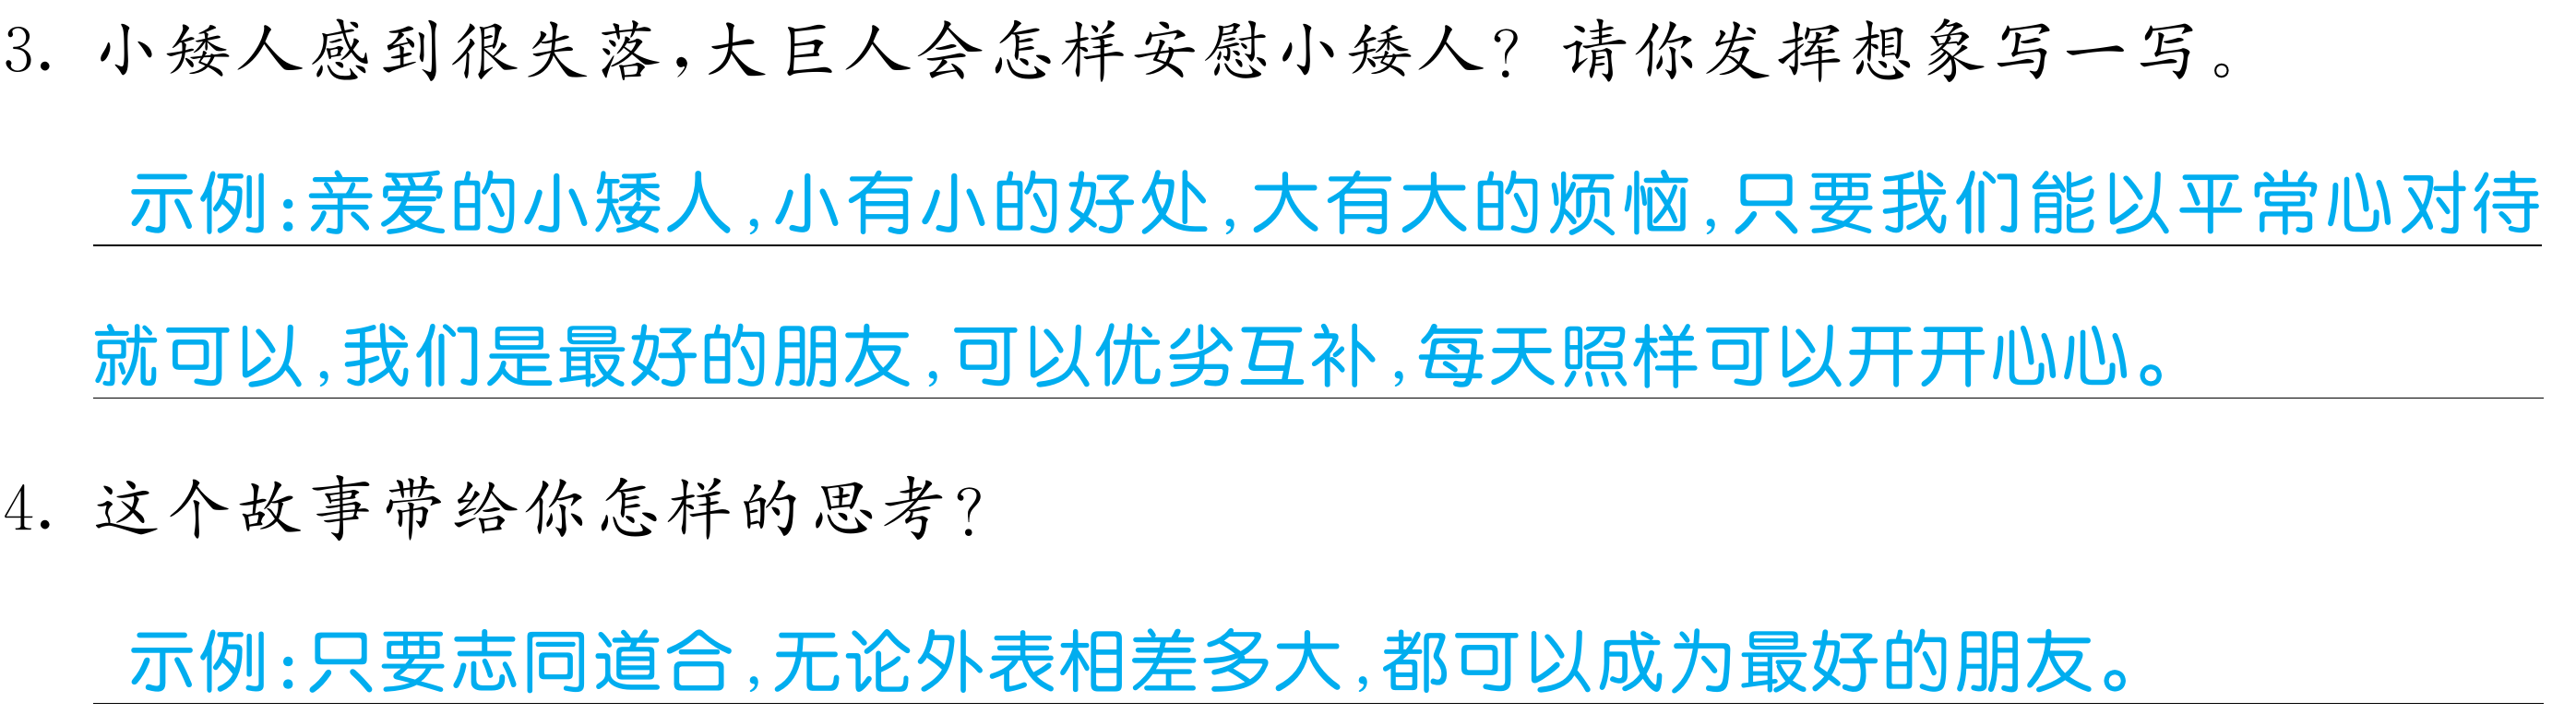 3. 小矮人感到很失落,大巨人会怎样安慰小矮人? 请你发挥想象写一写。
示例:亲爱的小矮人,小有小的好处,大有大的烦恼,只要我们能以平常心对待
就可以,我们是最好的朋友,可以优劣互补,每天照样可以开开心心。
4. 这个故事带给你怎样的思考?
示例:只要志同道合,无论外表相差多大,都可以成为最好的朋友。